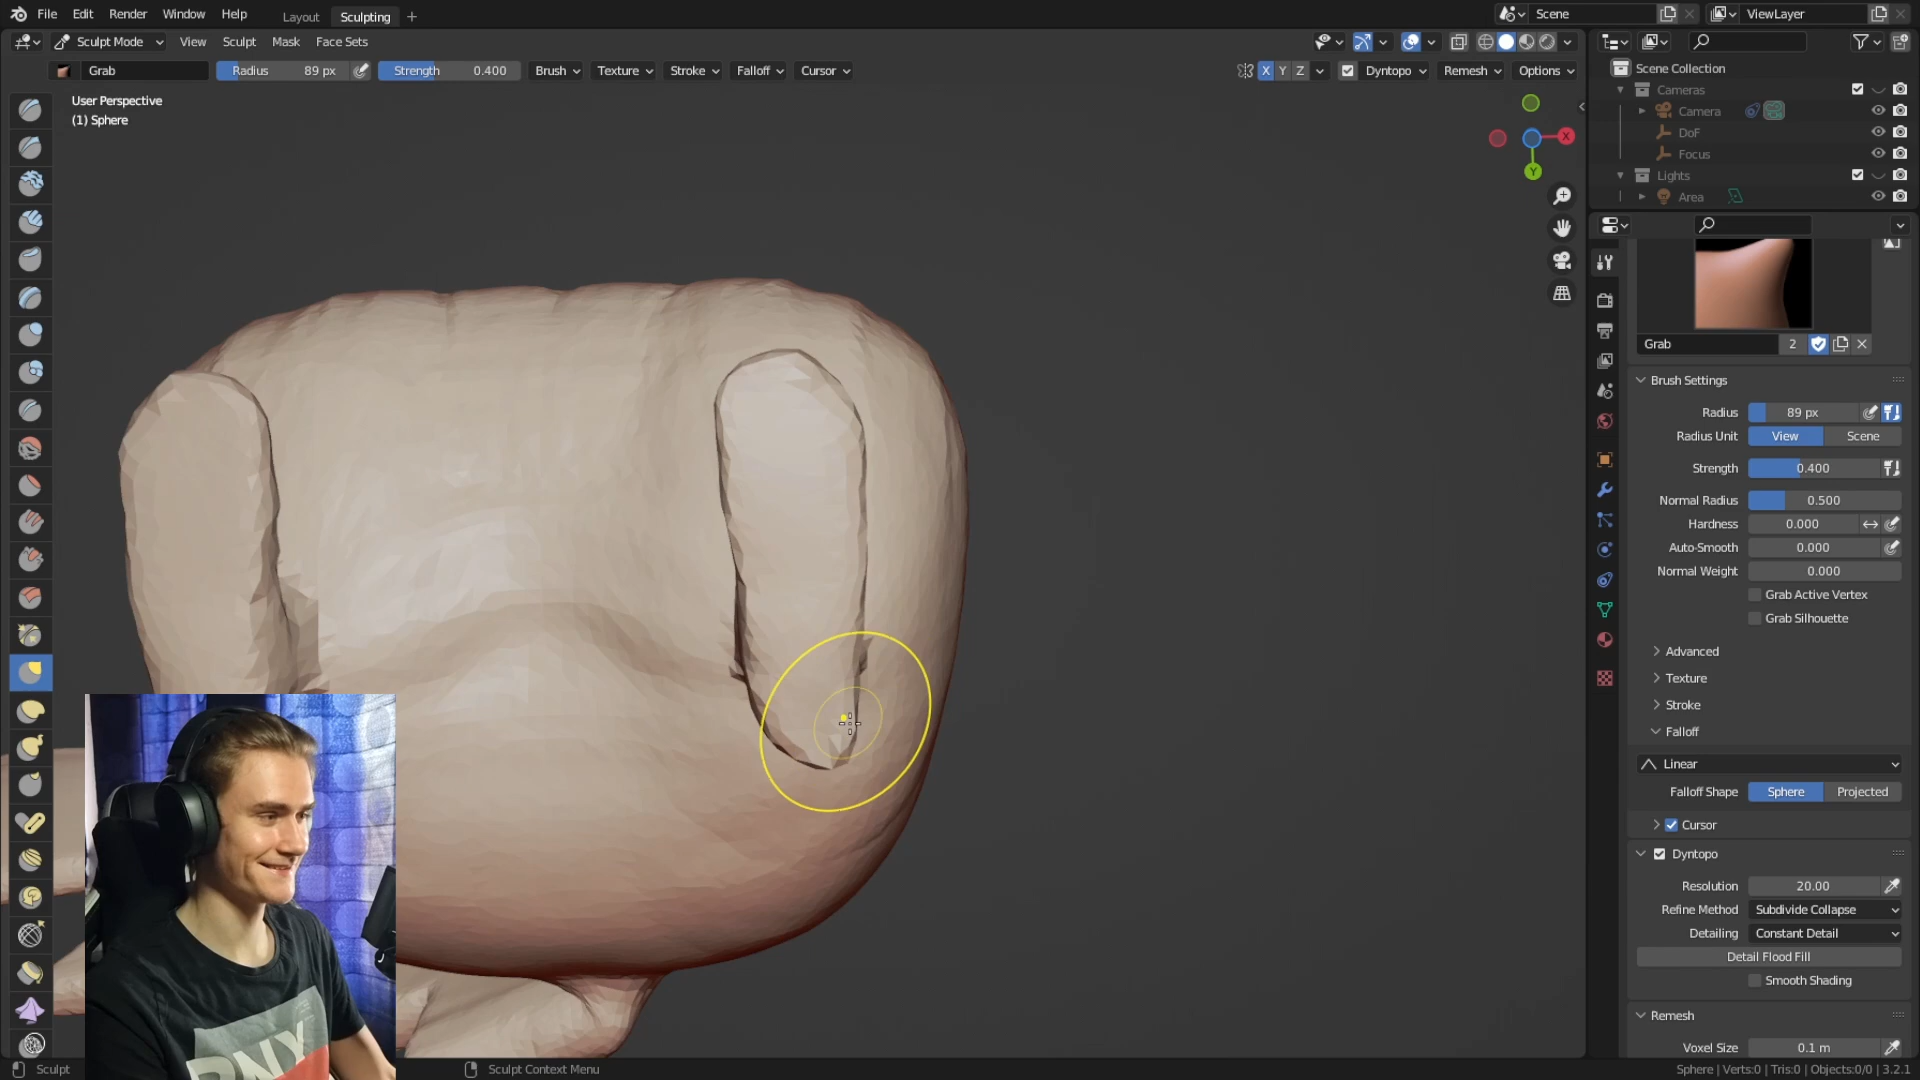 File Edit Render Window Help Layout Sculpting + Scene ViewLayer
Sculpt Mode View Sculpt Mask Face Sets
Grab Radius 89 px Strength 0.400 Brush Texture Stroke Falloff Cursor X Y Z Dyntopo Remesh Options
User Perspective
(1) Sphere
X
Y
Scene Collection
Cameras
Camera
DoF
Focus
Lights
Area
Grab 2
Brush Settings
Radius 89 px
Radius Unit View Scene
Strength 0.400
Normal Radius 0.500
Hardness 0.000
Auto-Smooth 0.000
Normal Weight 0.000
Grab Active Vertex
Grab Silhouette
Advanced
Texture
Stroke
Falloff
Linear
Falloff Shape Sphere Projected
Cursor
Dyntopo
Resolution 20.00
Refine Method Subdivide Collapse
Detailing Constant Detail
Detail Flood Fill
Smooth Shading
Remesh
Voxel Size 0.1 m
Sculpt Sculpt Context Menu Sphere | Verts:0 | Tris:0 | Objects:0/0 | 3.2.1